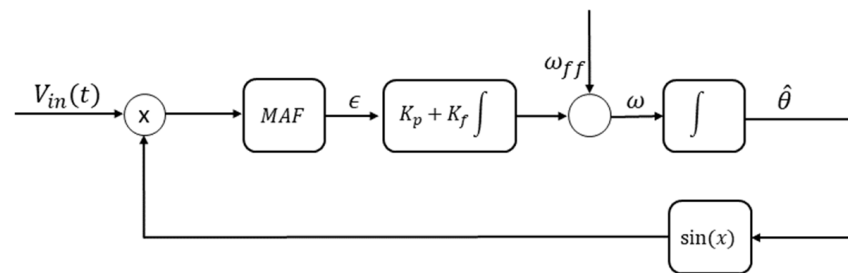 ω_ff
V_in(t)
x
MAF
ϵ
K_p + K_f ∫
ω
∫
θ̂
sin(x)